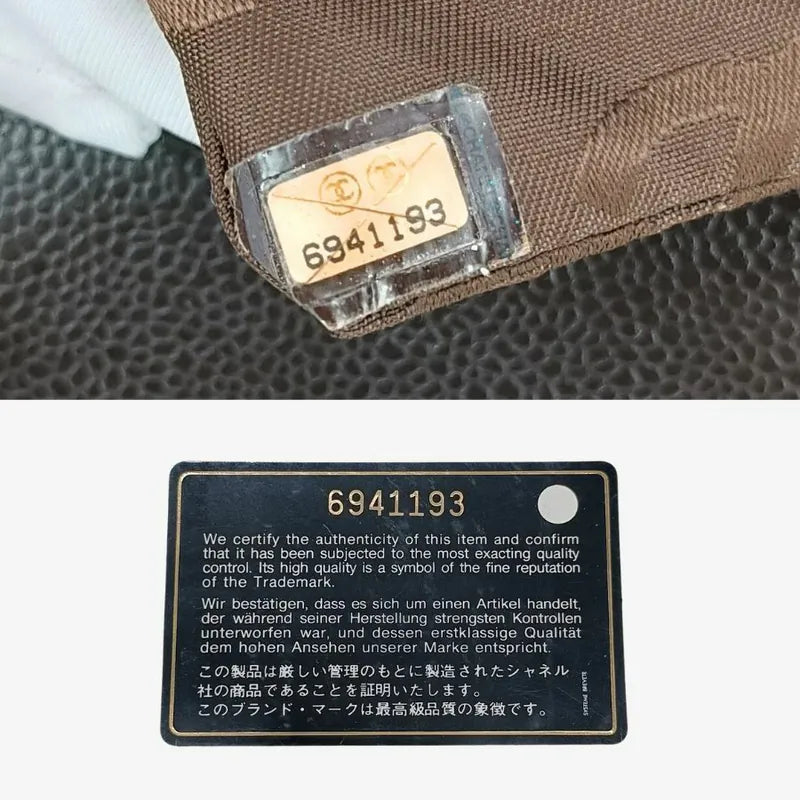 6941193
6941193
We certify the authenticity of this item and confirm
that it has been subjected to the most exacting quality
control. Its high quality is a symbol of the fine reputation
of the Trademark.
Wir bestätigen, dass es sich um einen Artikel handelt,
der während seiner Herstellung strengsten Kontrollen
unterworfen war, und dessen erstklassige Qualität
dem hohen Ansehen unserer Marke entspricht.
この製品は厳しい管理のもとに製造されたシャネル
社の商品であることを証明いたします。
このブランド・マークは最高級品質の象徴です。
SYSTEME BREVETE